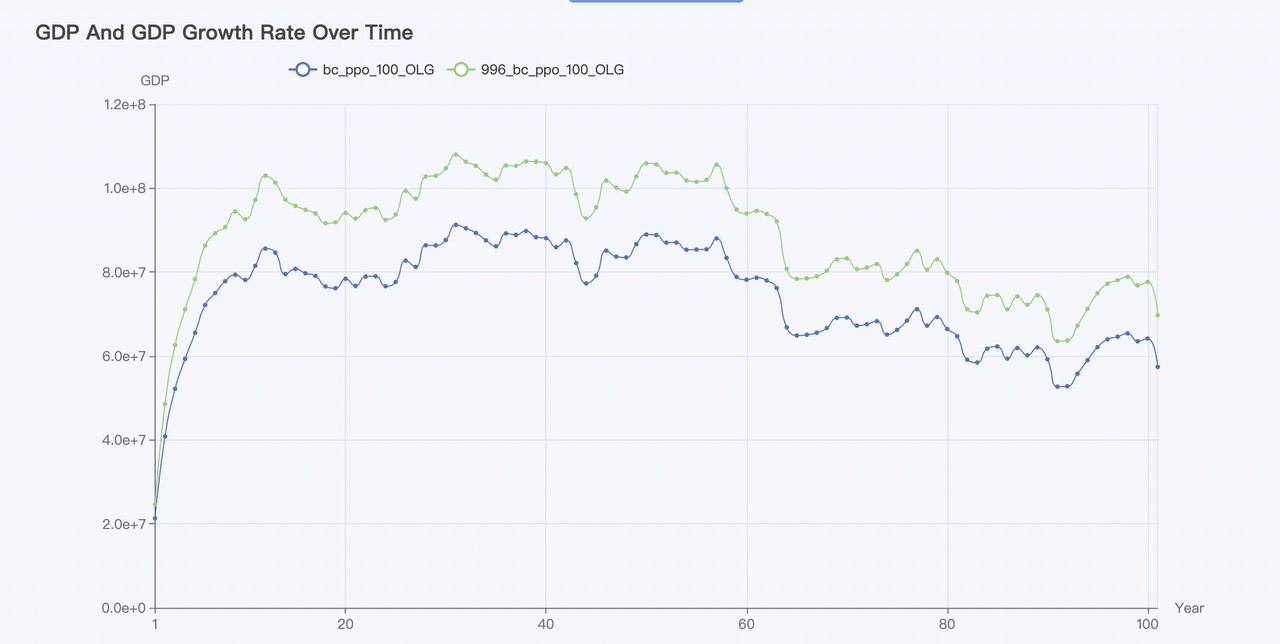 GDP And GDP Growth Rate Over Time
bc_ppo_100_OLG
996_bc_ppo_100_OLG
GDP
1.2e+8
1.0e+8
8.0e+7
6.0e+7
4.0e+7
2.0e+7
0.0e+0
1 20 40 60 80 100
Year